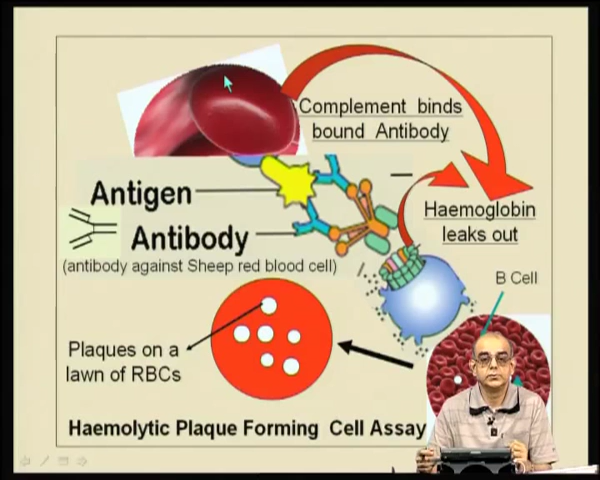 Complement binds
bound Antibody
Antigen
Haemoglobin
leaks out
Antibody
(antibody against Sheep red blood cell)
B Cell
Plaques on a
lawn of RBCs
Haemolytic Plaque Forming Cell Assay